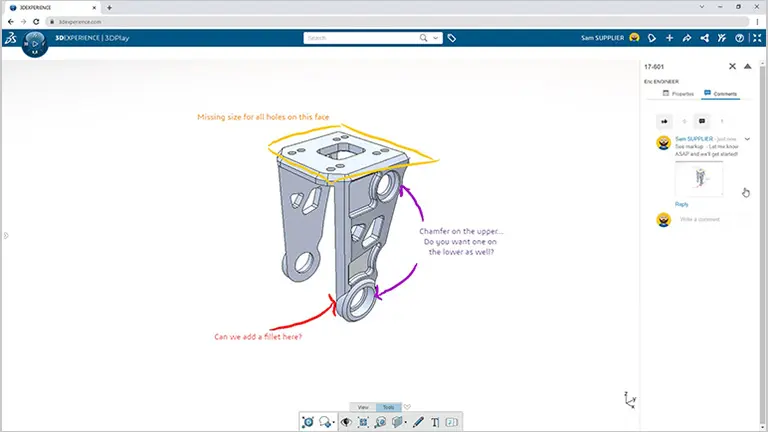 3DEXPERIENCE
3dexperience.com
3DEXPERIENCE | 3DPlay
Search
Sam SUPPLIER
17-601
Eric ENGINEER
Properties
Comments
Missing size for all holes on this face
Sam SUPPLIER - just now
See markup - Let me know
ASAP and we'll get started!
Reply
Write a comment
Chamfer on the upper...
Do you want one on
the lower as well?
Can we add a fillet here?
View
Tools
Z
Y
X